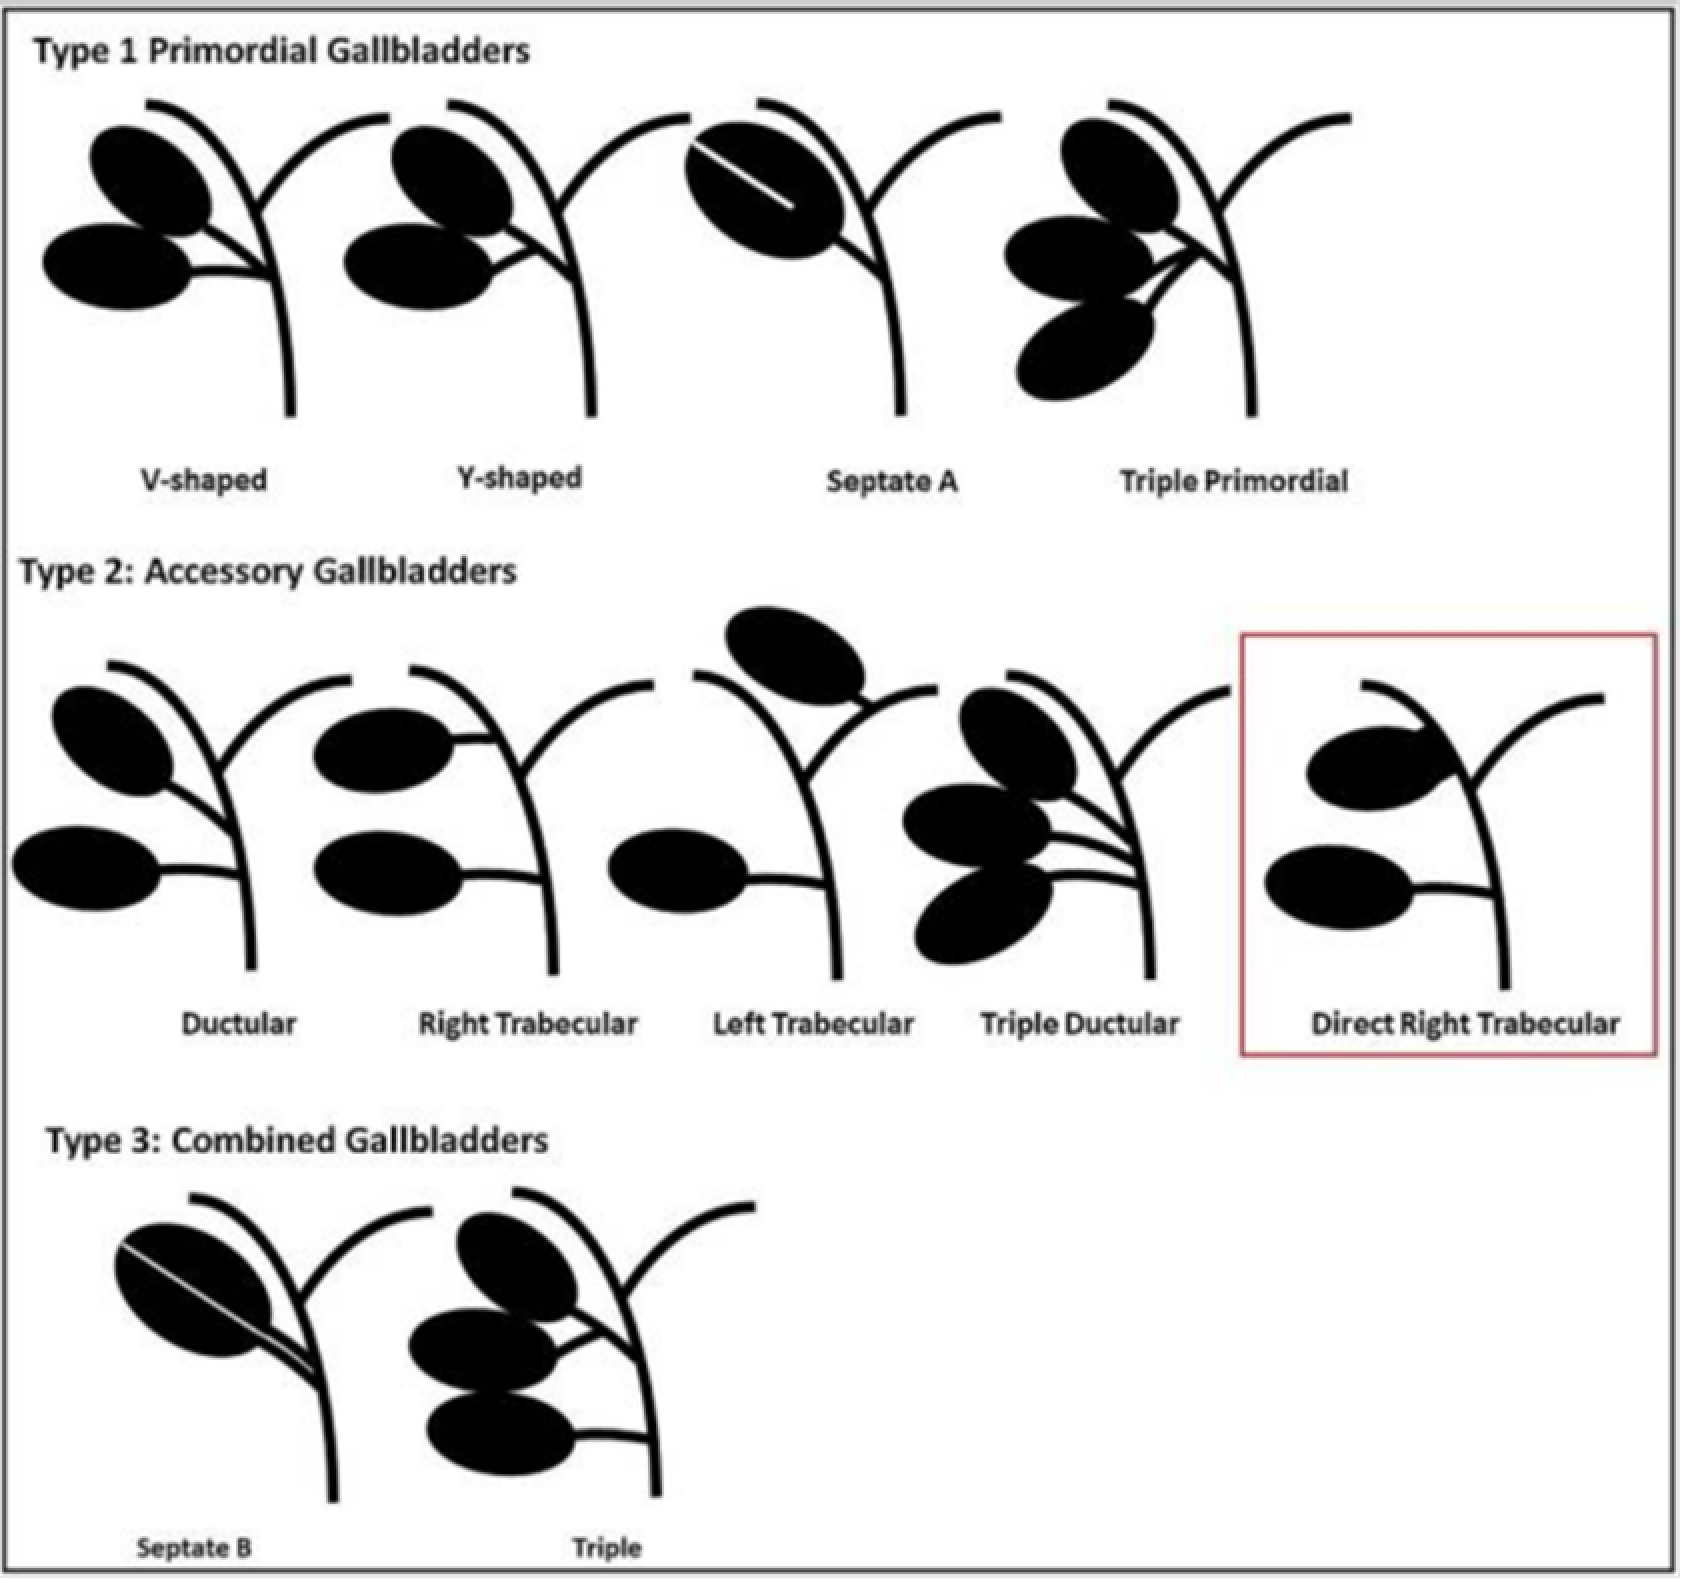 Type 1 Primordial Gallbladders
V-shaped
Y-shaped
Septate A
Triple Primordial
Type 2: Accessory Gallbladders
Ductular
Right Trabecular
Left Trabecular
Triple Ductular
Direct Right Trabecular
Type 3: Combined Gallbladders
Septate B
Triple